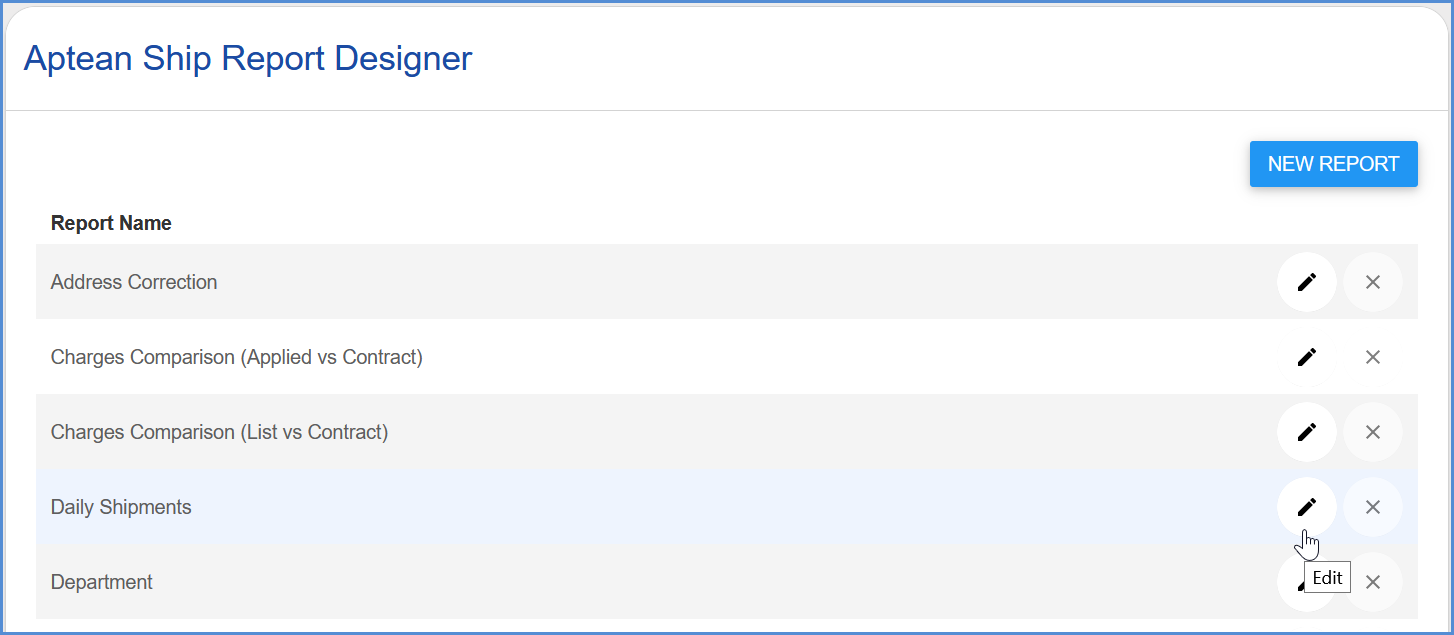 Aptean Ship Report Designer
NEW REPORT
Report Name
Address Correction
Charges Comparison (Applied vs Contract)
Charges Comparison (List vs Contract)
Daily Shipments
Department
Edit